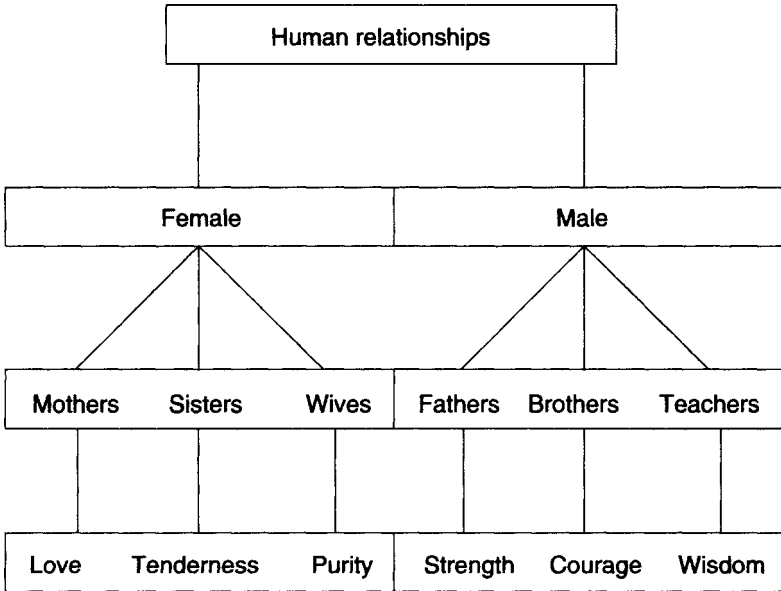 Human relationships
Female Male
Mothers Sisters Wives Fathers Brothers Teachers
Love Tenderness Purity Strength Courage Wisdom